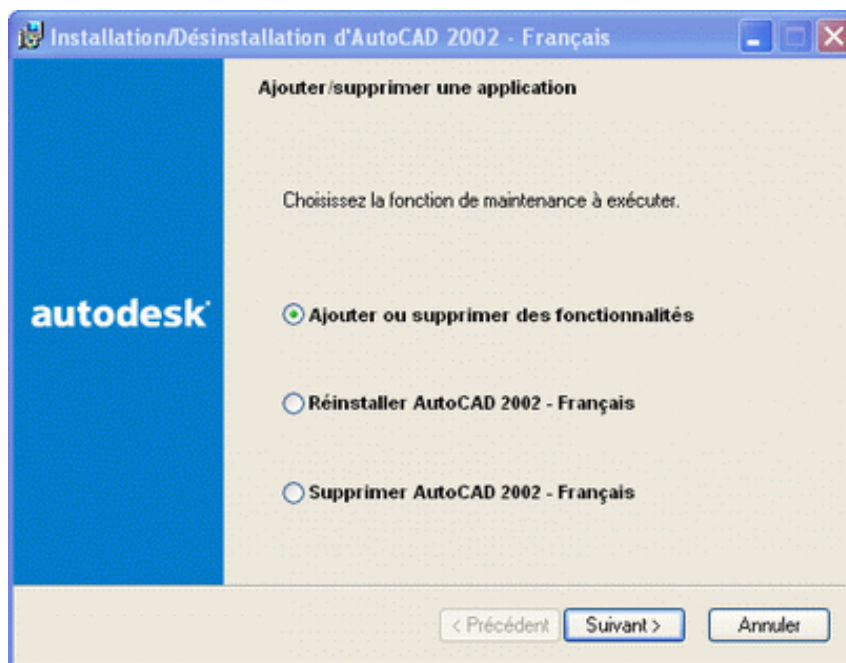 Installation/Désinstallation d'AutoCAD 2002 - Français
Ajouter/supprimer une application
Choisissez la fonction de maintenance à exécuter.
autodesk
Ajouter ou supprimer des fonctionnalités
Réinstaller AutoCAD 2002 - Français
Supprimer AutoCAD 2002 - Français
< Précédent Suivant > Annuler